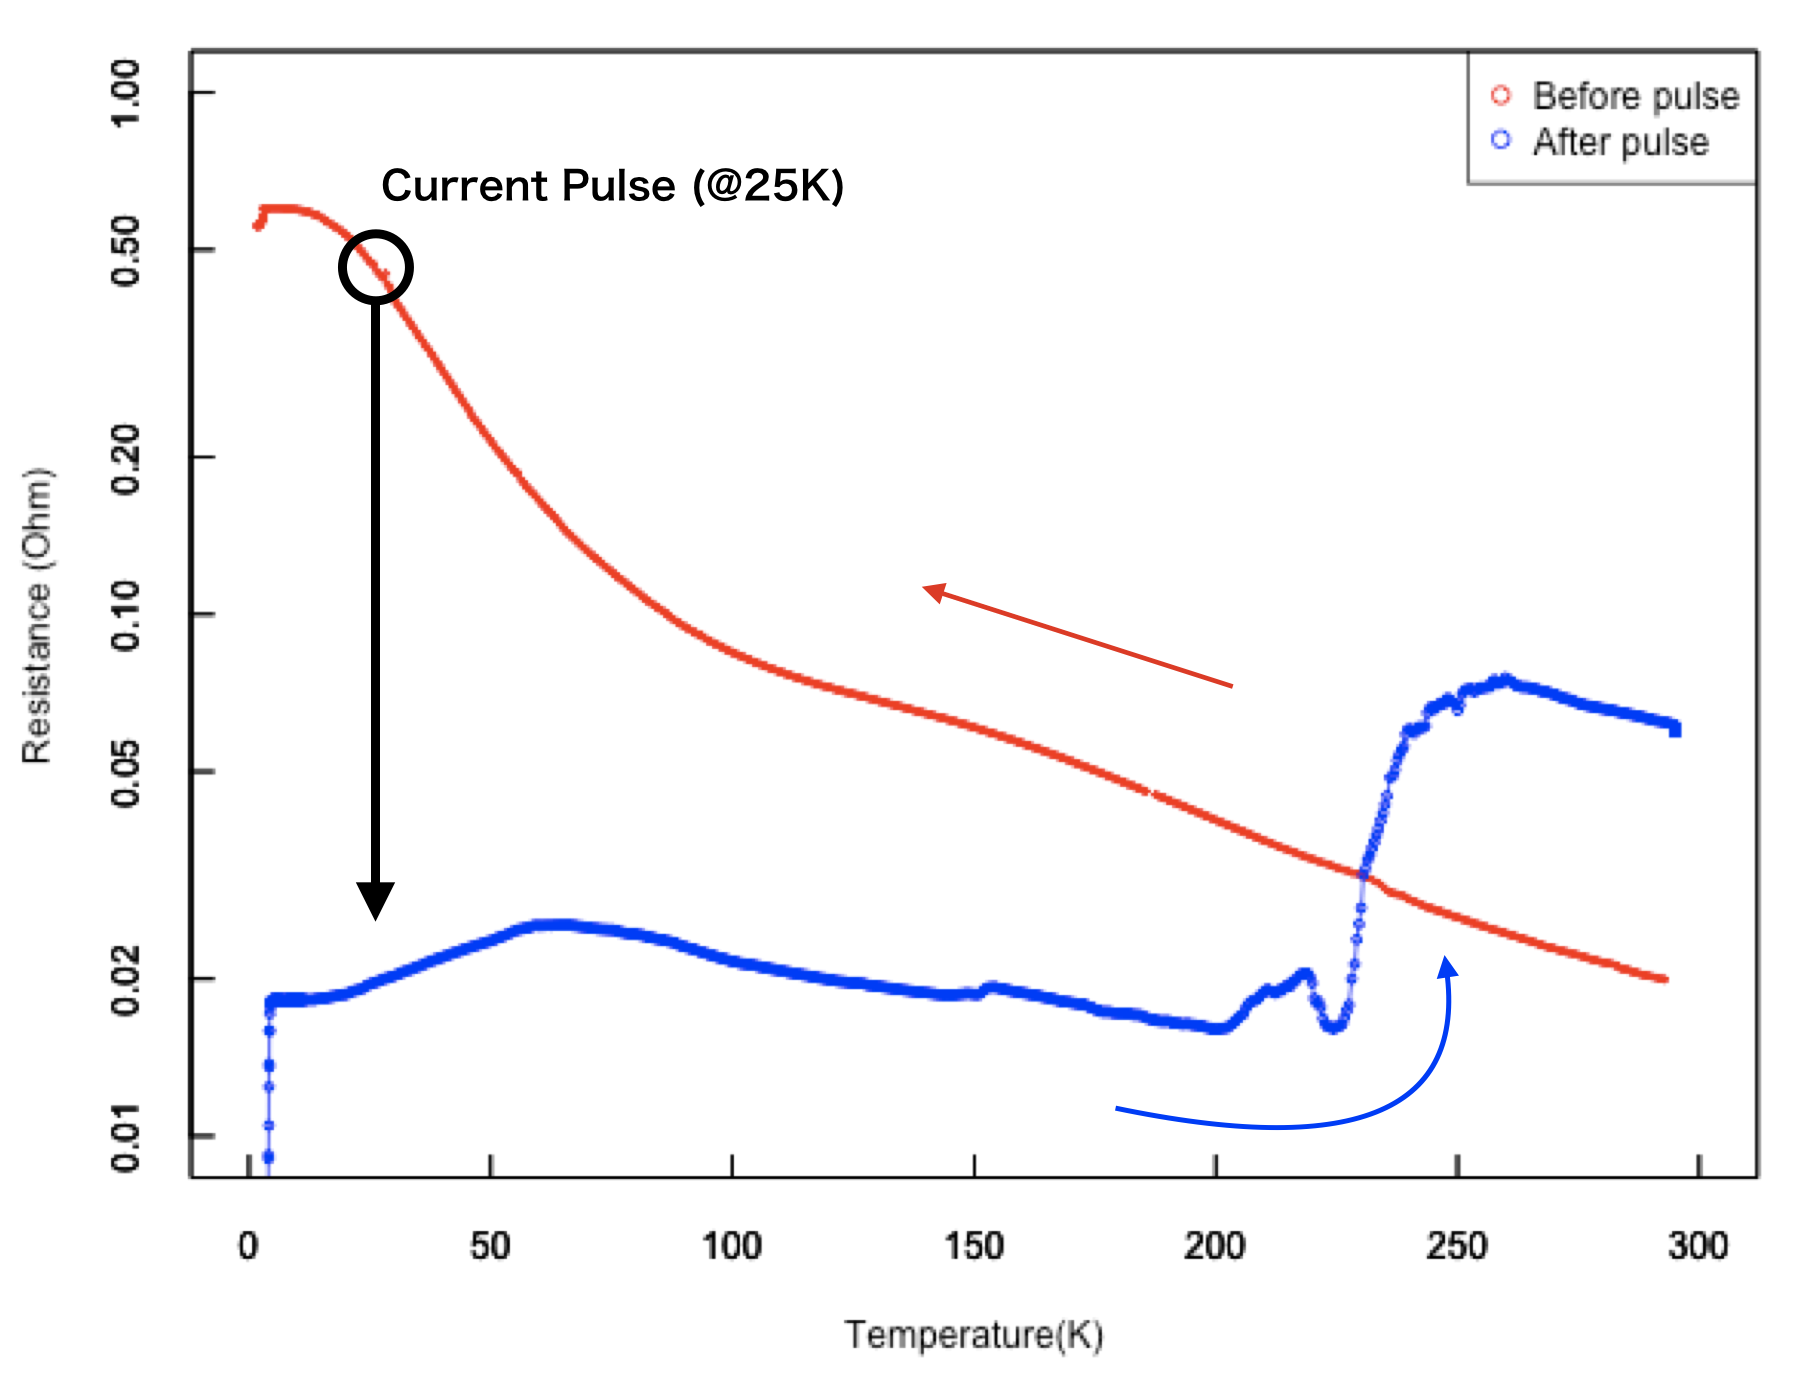 Before pulse
After pulse
Current Pulse (@25K)
Resistance (Ohm)
1.00
0.50
0.20
0.10
0.05
0.02
0.01
0 50 100 150 200 250 300
Temperature(K)